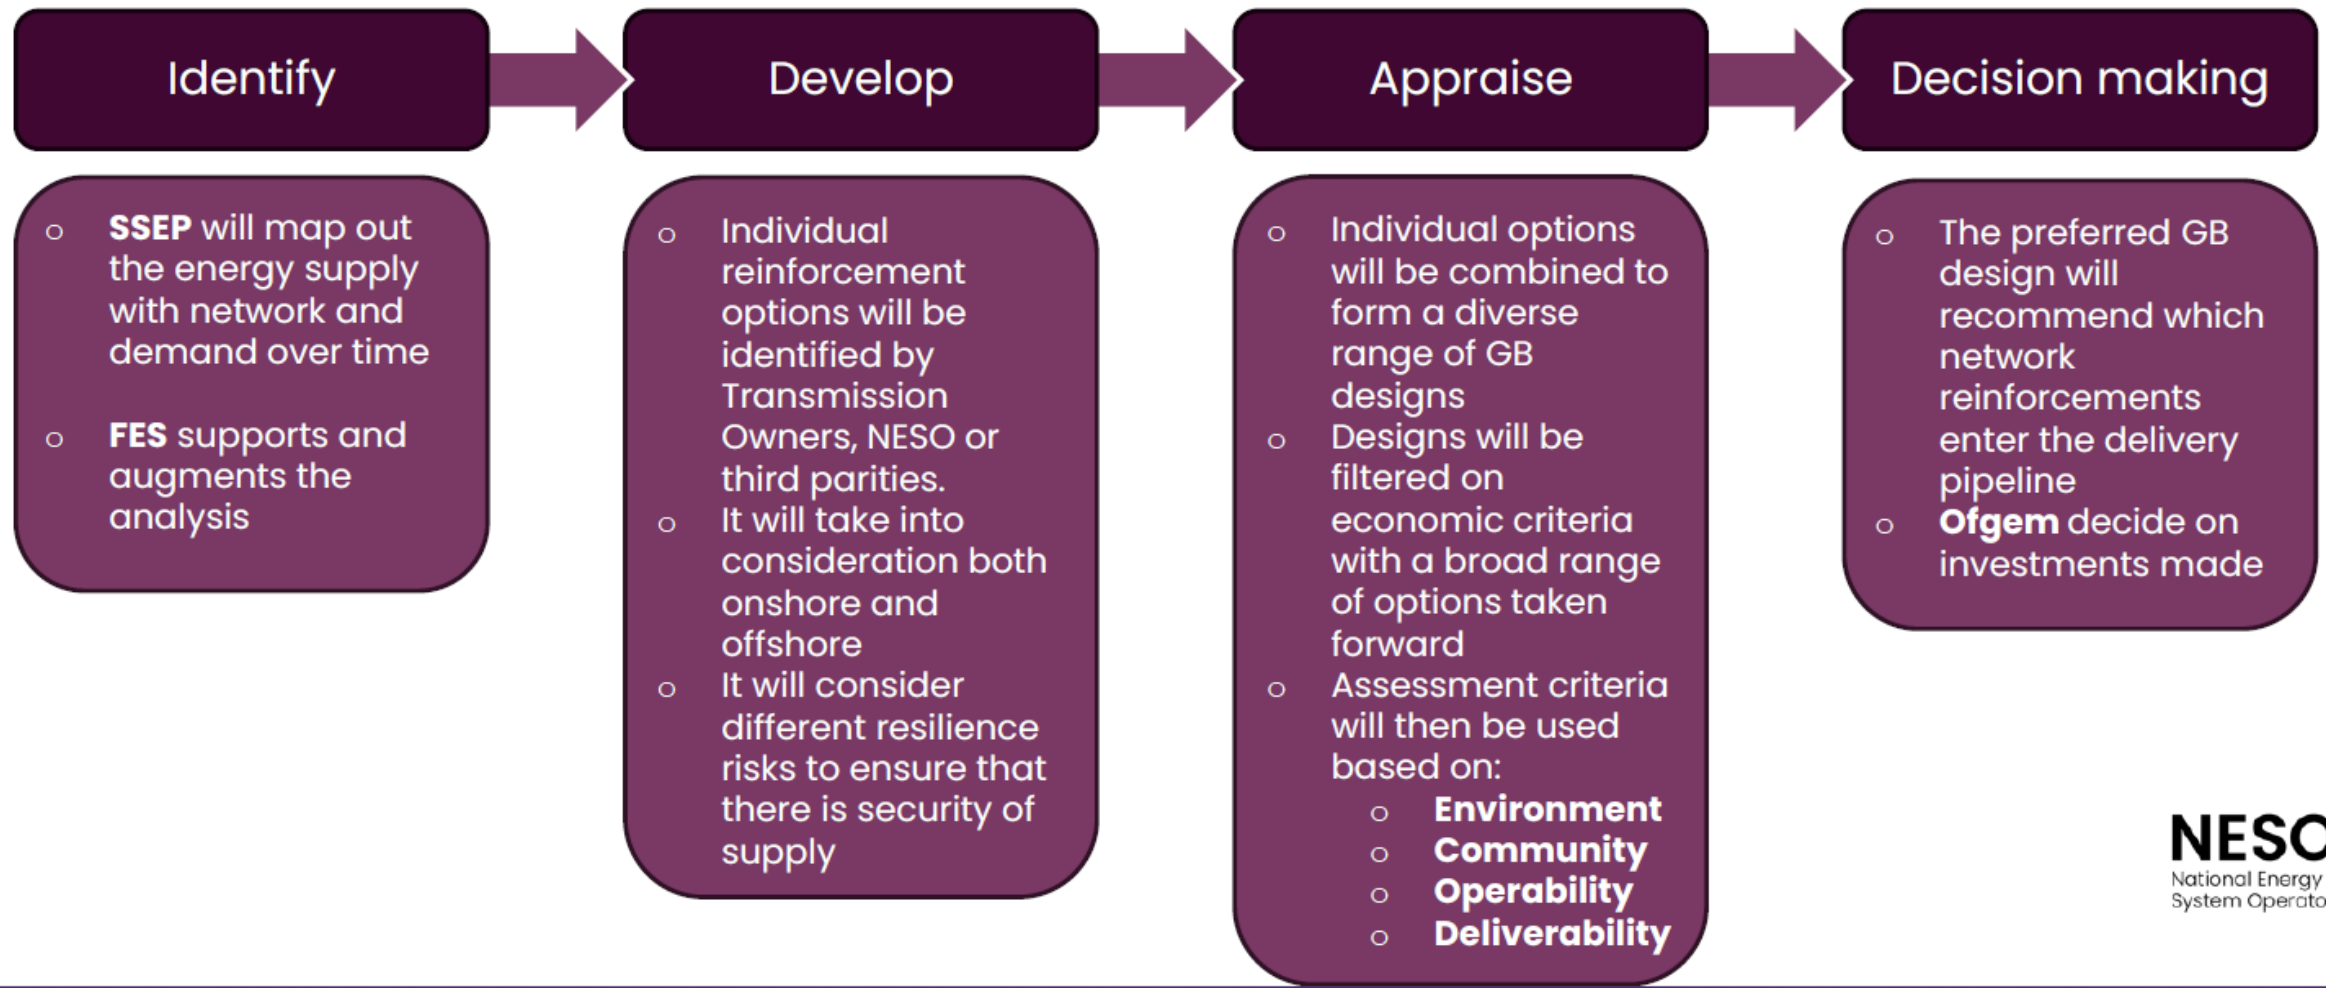 Identify
Develop
Appraise
Decision making
o SSEP will map out
the energy supply
with network and
demand over time
o FES supports and
augments the
analysis
o Individual
reinforcement
options will be
identified by
Transmission
Owners, NESO or
third parities.
o It will take into
consideration both
onshore and
offshore
o It will consider
different resilience
risks to ensure that
there is security of
supply
o Individual options
will be combined to
form a diverse
range of GB
designs
o Designs will be
filtered on
economic criteria
with a broad range
of options taken
forward
o Assessment criteria
will then be used
based on:
o Environment
o Community
o Operability
o Deliverability
o The preferred GB
design will
recommend which
network
reinforcements
enter the delivery
pipeline
o Ofgem decide on
investments made
NESO
National Energy
System Operato